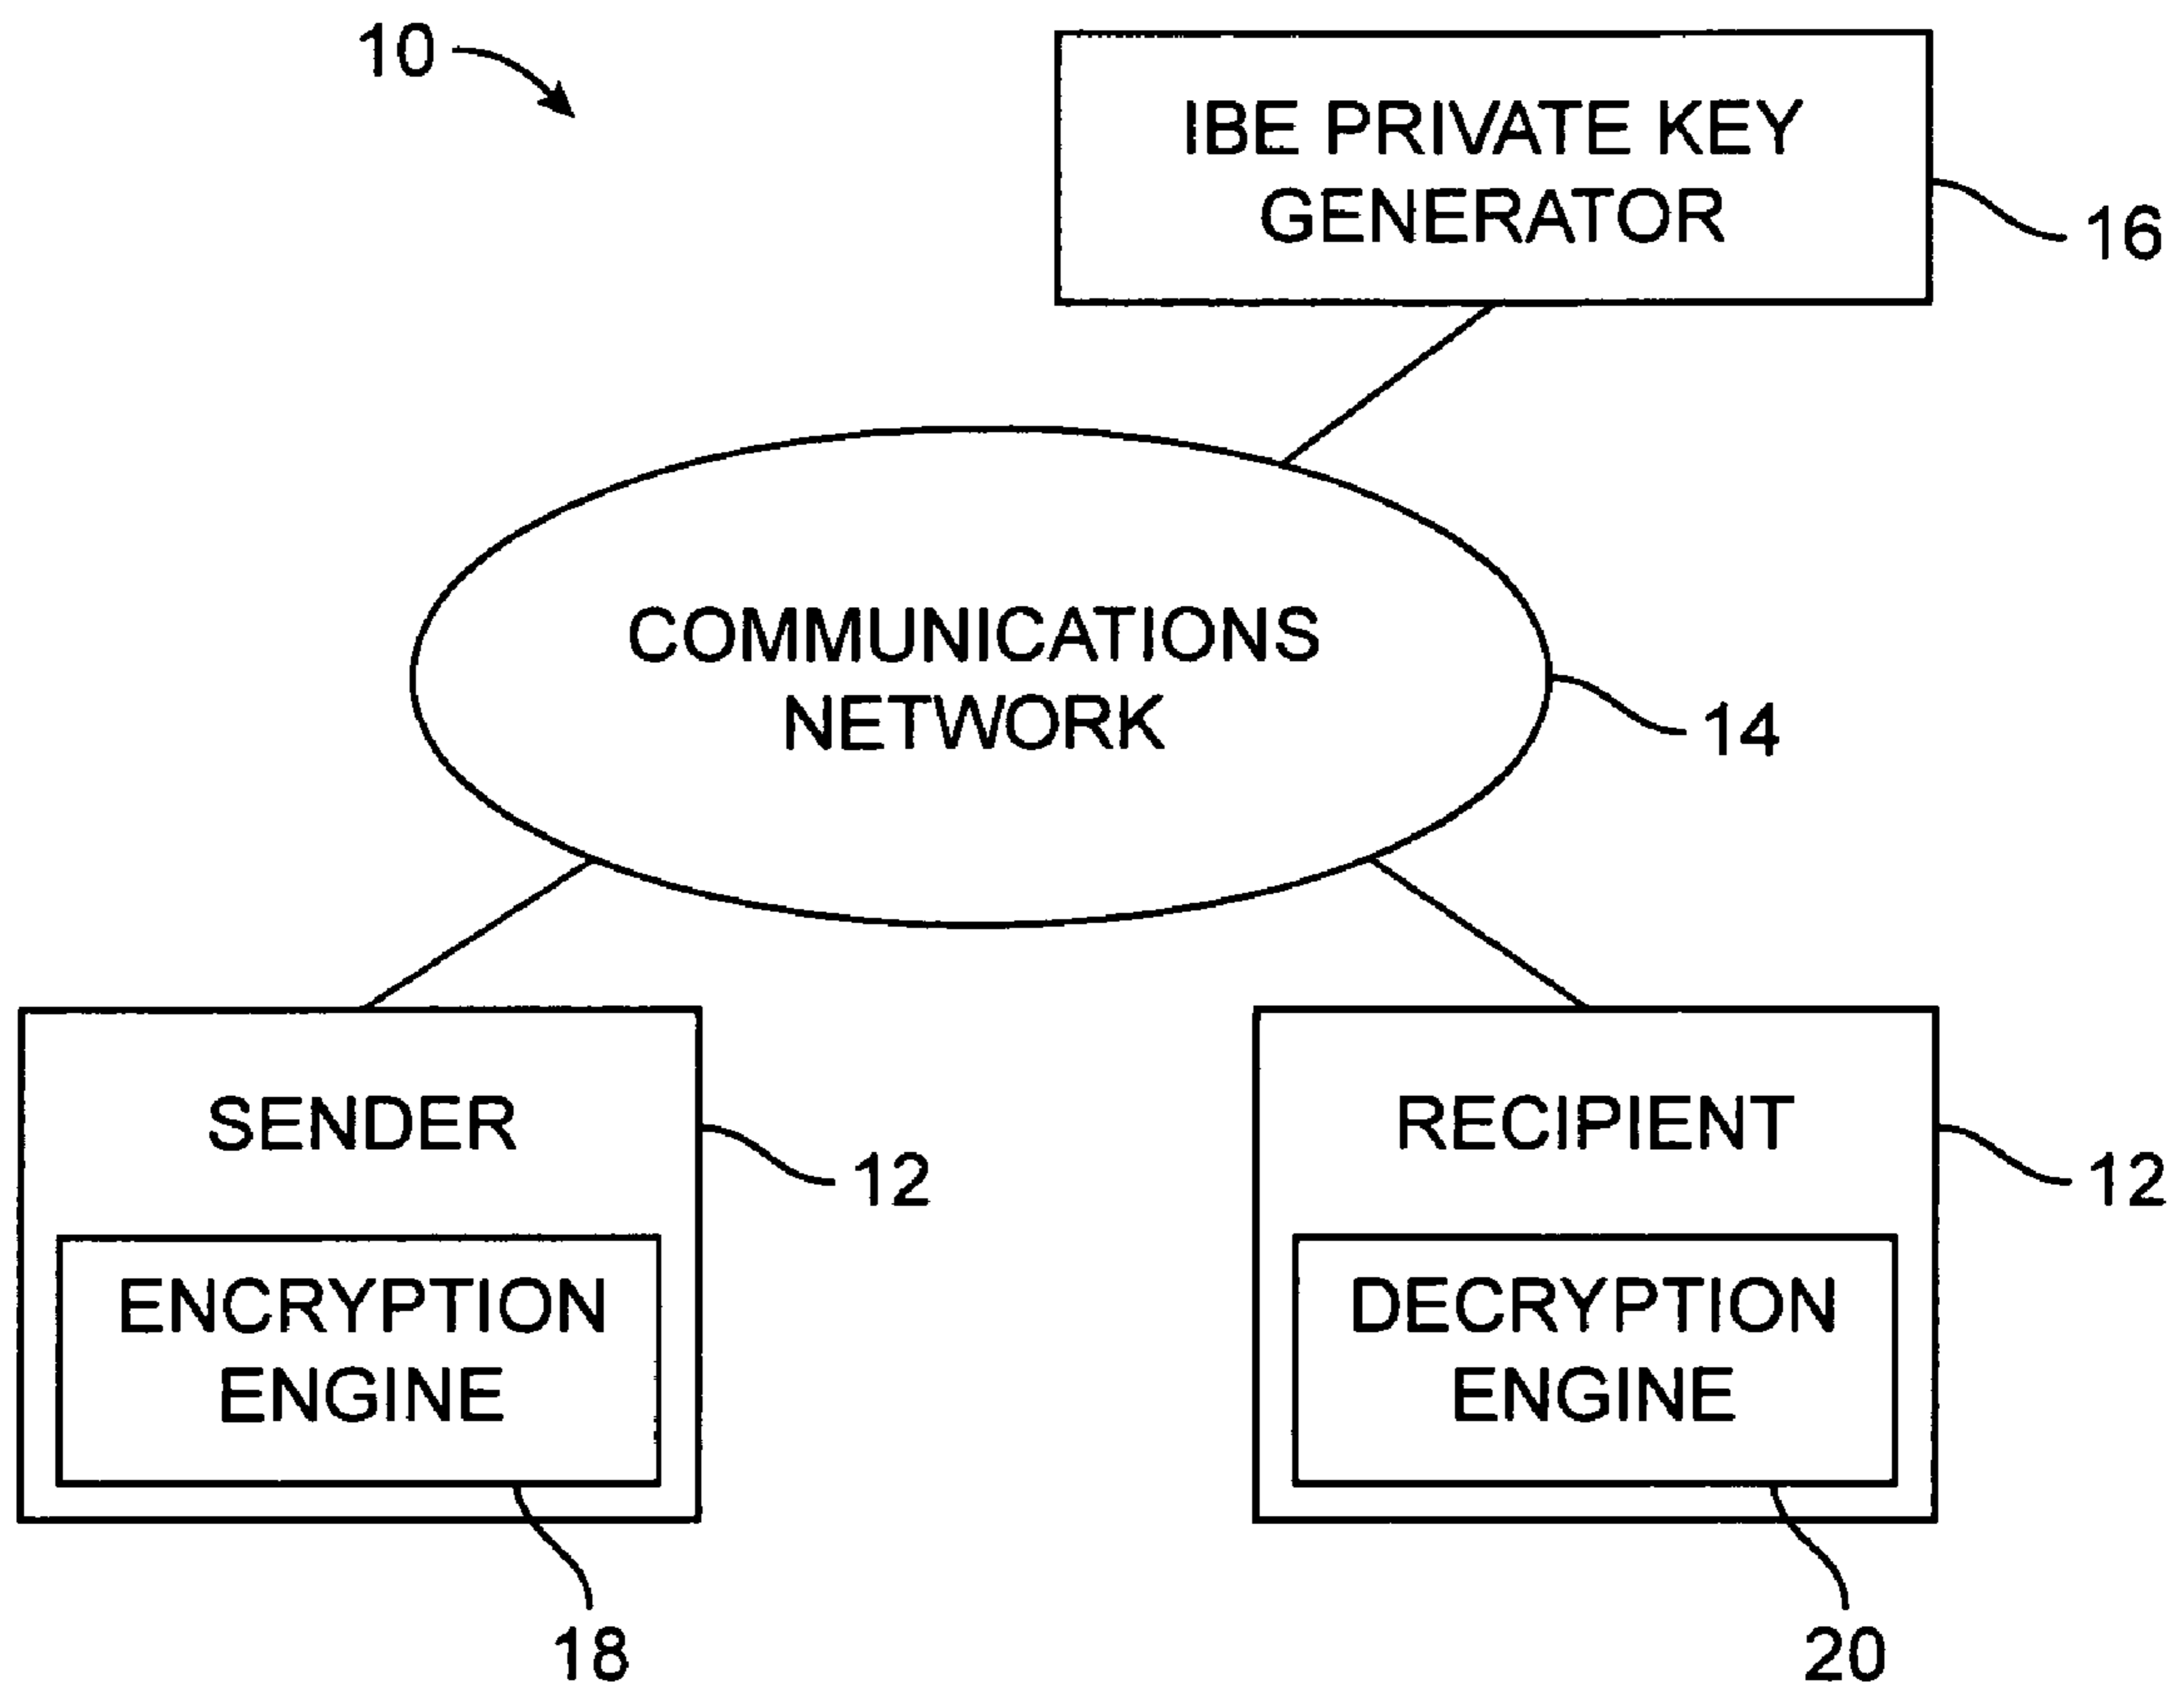 10
IBE PRIVATE KEY
GENERATOR
16
COMMUNICATIONS
NETWORK
14
SENDER
12
ENCRYPTION
ENGINE
18
RECIPIENT
12
DECRYPTION
ENGINE
20